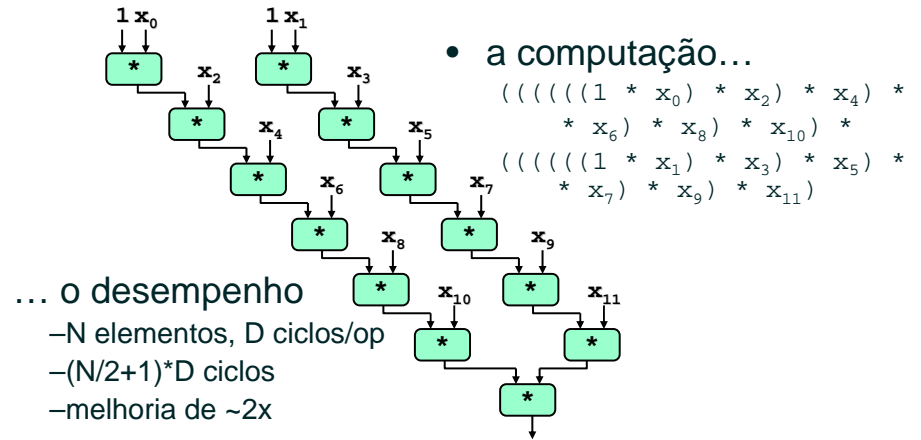 1 x₀ 1 x₁
* *
x₂ x₃
* *
x₄ x₅
* *
x₆ x₇
* *
x₈ x₉
* *
x₁₀ x₁₁
* *
*
• a computação…
((((((1 * x₀) * x₂) * x₄) *
* x₆) * x₈) * x₁₀) *
((((((1 * x₁) * x₃) * x₅) *
* x₇) * x₉) * x₁₁)
… o desempenho
–N elementos, D ciclos/op
–(N/2+1)*D ciclos
–melhoria de ~2x